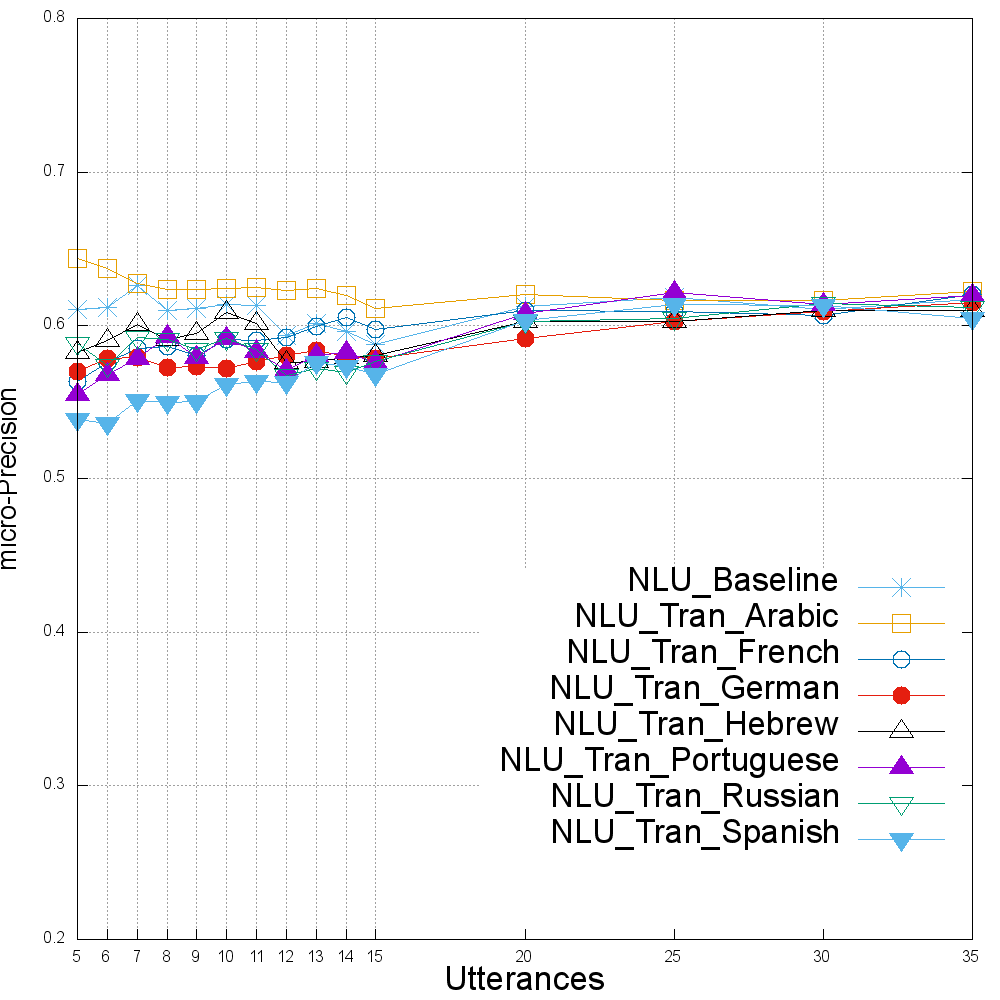 0.8
0.7
0.6
0.5
0.4
0.3
0.2
micro-Precision
NLU_Baseline
NLU_Tran_Arabic
NLU_Tran_French
NLU_Tran_German
NLU_Tran_Hebrew
NLU_Tran_Portuguese
NLU_Tran_Russian
NLU_Tran_Spanish
5 6 7 8 9 10 11 12 13 14 15 20 25 30 35
Utterances